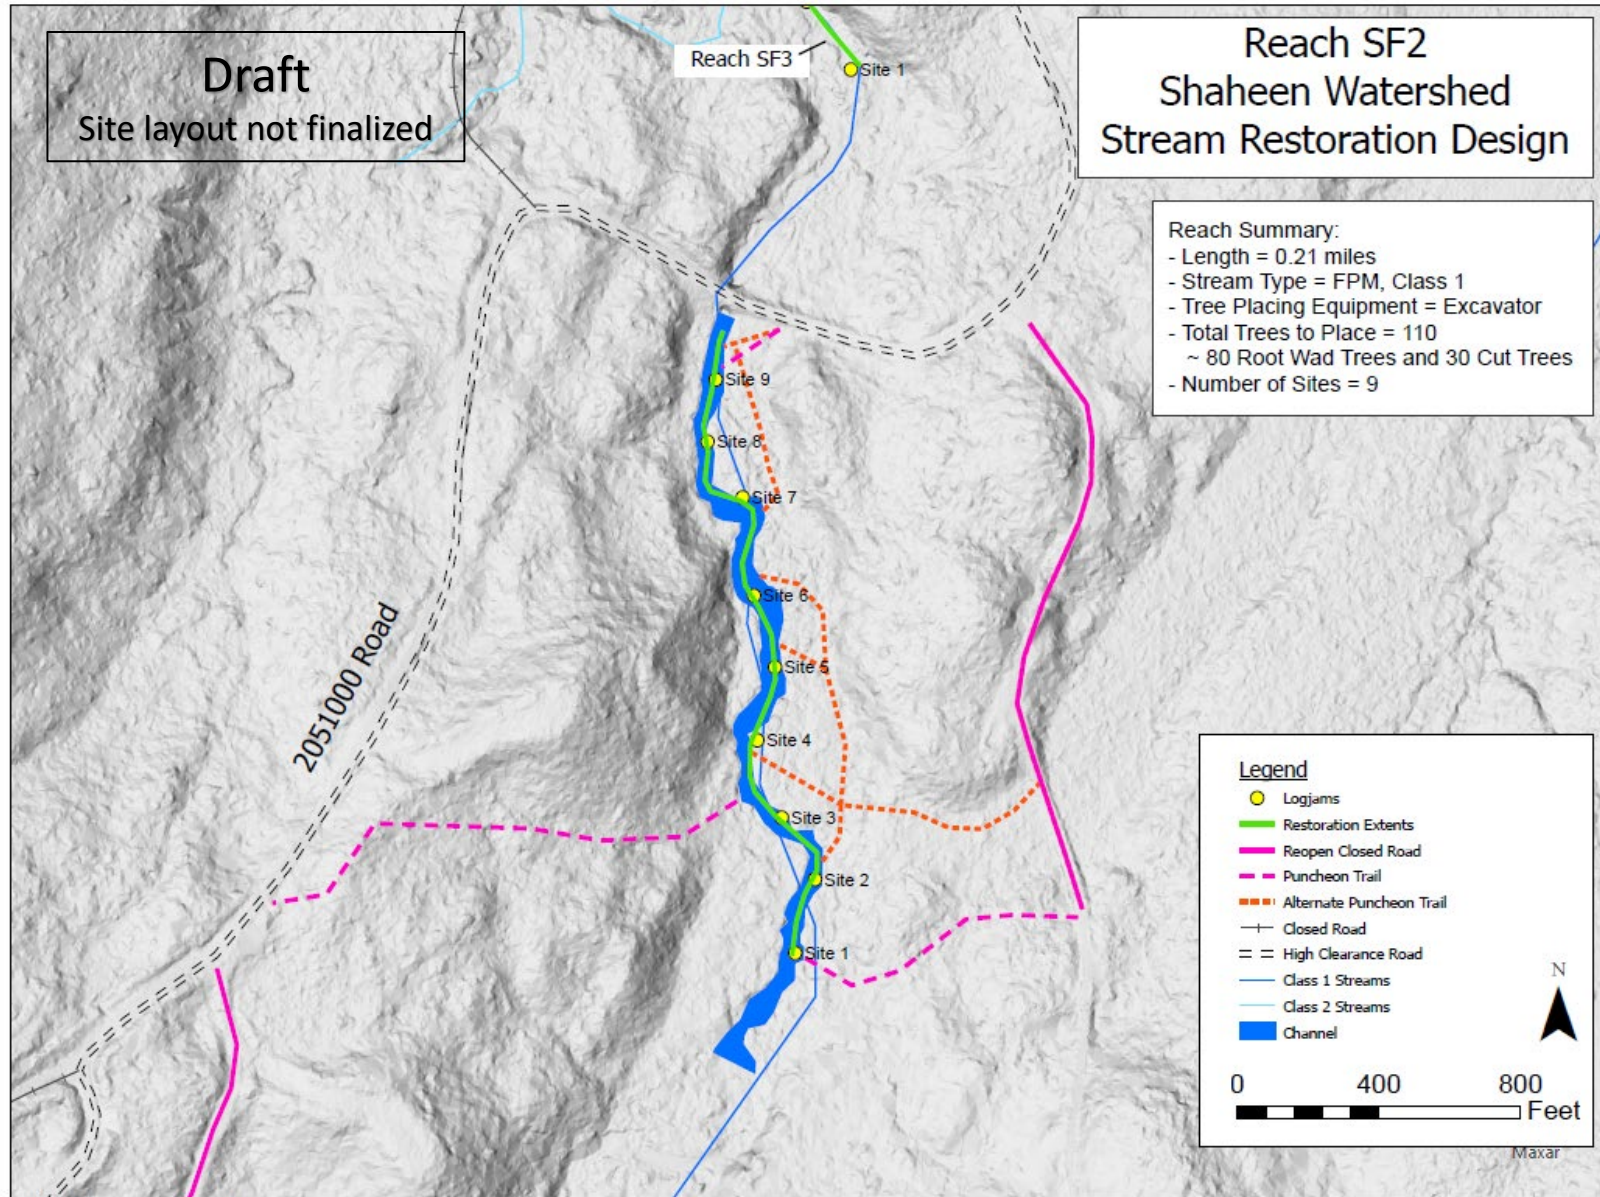 Draft
Site layout not finalized
Reach SF3
Site 1
Reach SF2
Shaheen Watershed
Stream Restoration Design
Reach Summary:
- Length = 0.21 miles
- Stream Type = FPM, Class 1
- Tree Placing Equipment = Excavator
- Total Trees to Place = 110
~ 80 Root Wad Trees and 30 Cut Trees
- Number of Sites = 9
Site 9
Site 8
Site 7
Site 6
Site 5
Site 4
Site 3
Site 2
Site 1
2051000 Road
Legend
Logjams
Restoration Extents
Reopen Closed Road
Puncheon Trail
Alternate Puncheon Trail
Closed Road
High Clearance Road
Class 1 Streams
Class 2 Streams
Channel
N
0 400 800
Feet
Maxar